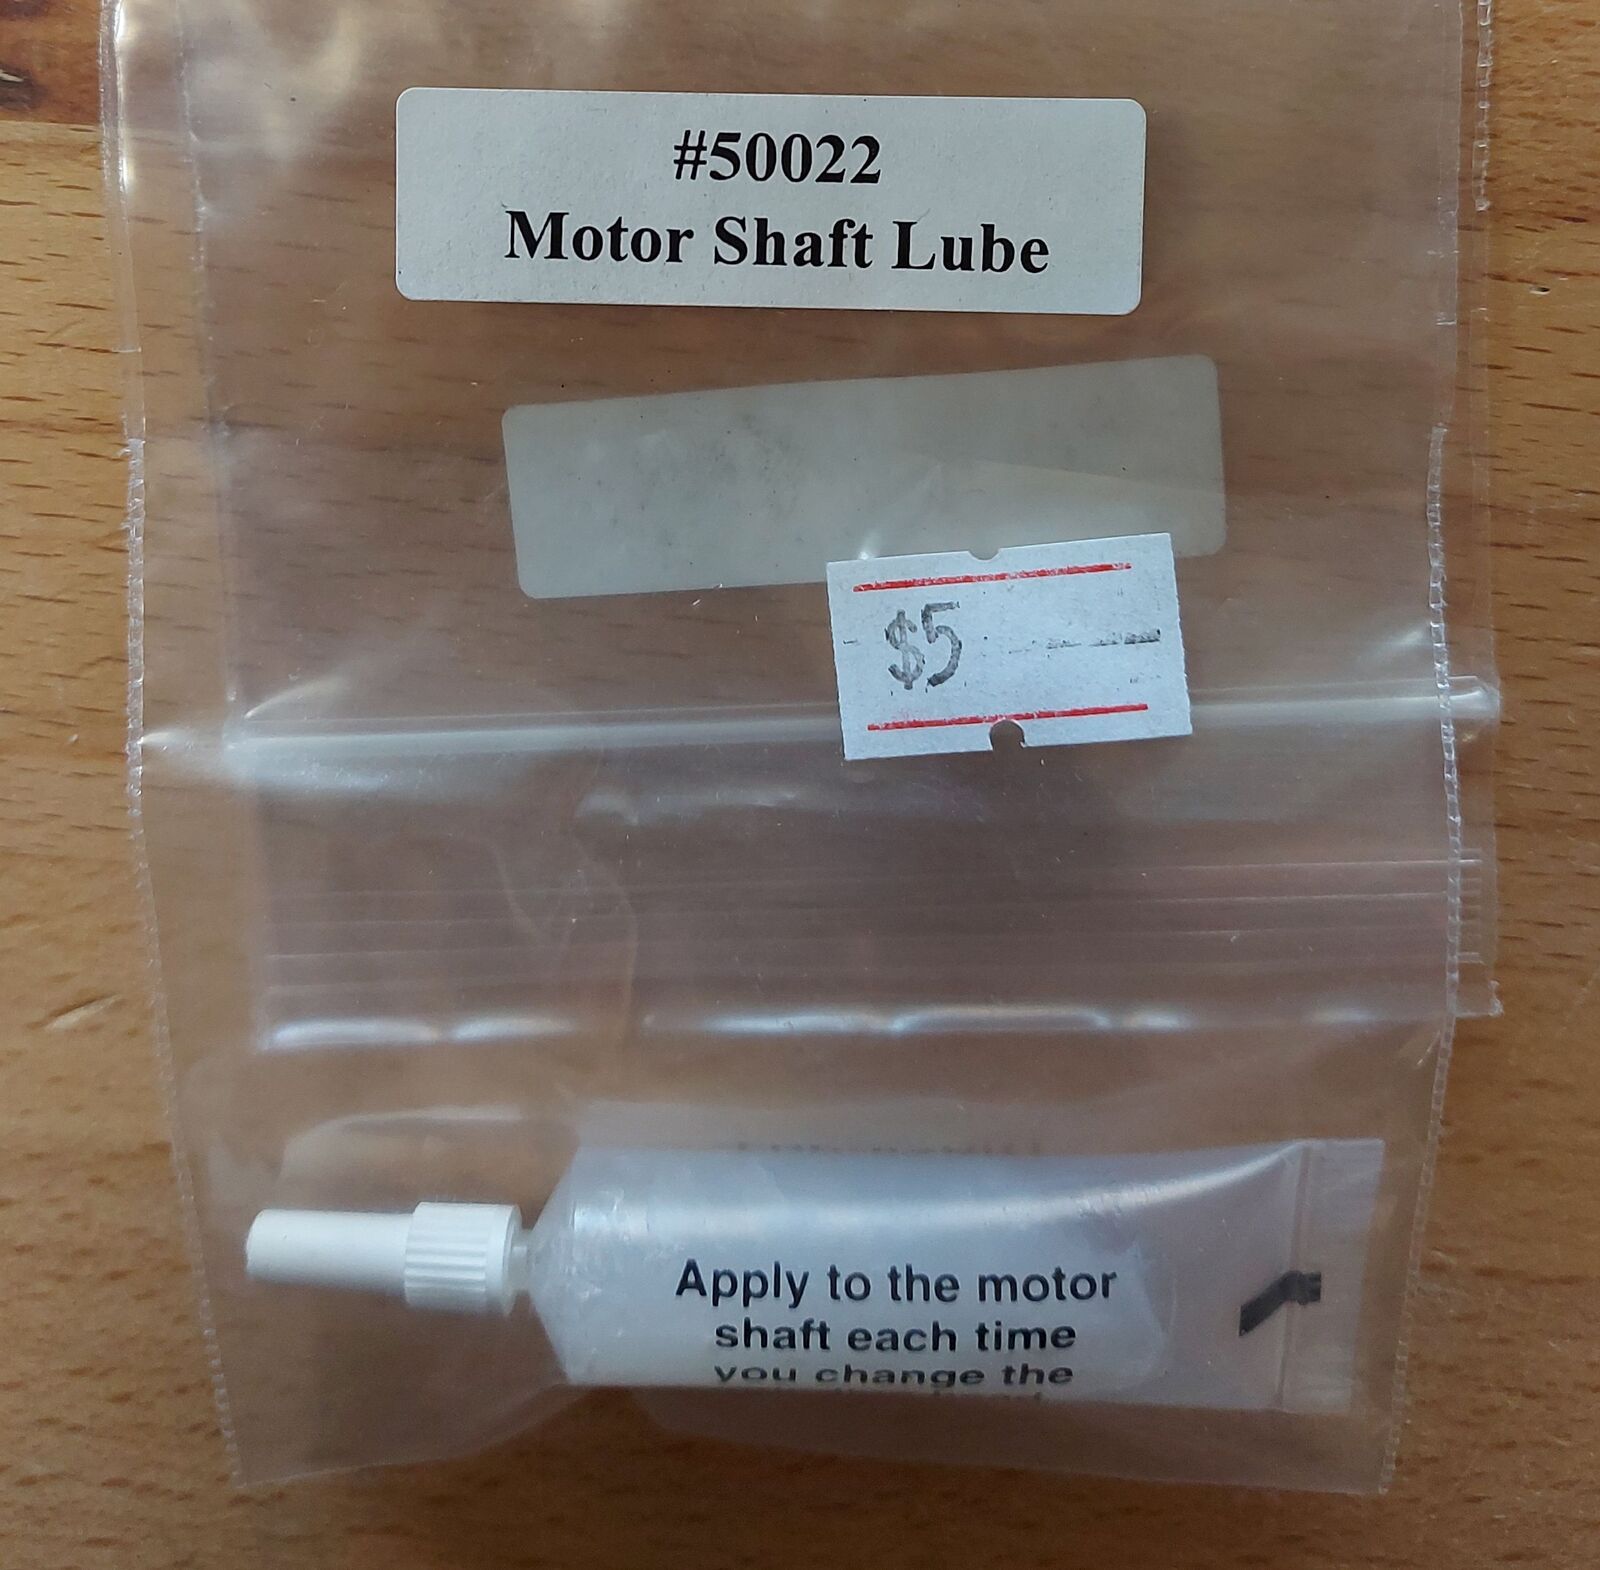 #50022
Motor Shaft Lube
$5
Apply to the motor
shaft each time
you change the